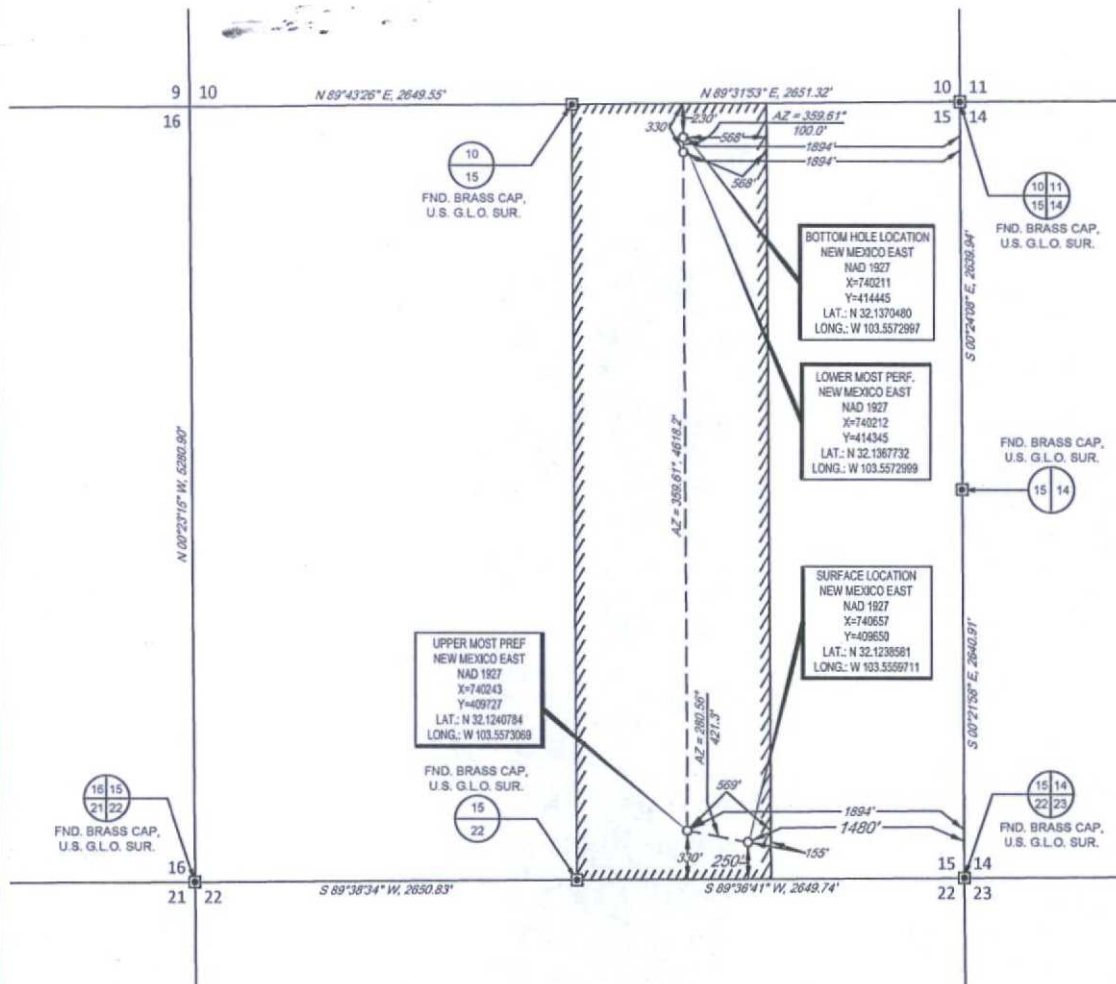 9 10
16
N 89°43'26" E, 2649.55'
N 89°31'53" E, 2651.32'
10 11
15 14
330'
230'
AZ = 359.61°
100.0'
568'
1894'
1894'
568'
10
15
FND. BRASS CAP,
U.S. G.L.O. SUR.
10 11
15 14
FND. BRASS CAP,
U.S. G.L.O. SUR.
BOTTOM HOLE LOCATION
NEW MEXICO EAST
NAD 1927
X=740211
Y=414445
LAT.: N 32.1370480
LONG.: W 103.5572997
S 00°24'08" E, 2639.94'
LOWER MOST PERF.
NEW MEXICO EAST
NAD 1927
X=740212
Y=414345
LAT.: N 32.1367732
LONG.: W 103.5572999
N 00°23'15" W, 5280.90'
AZ = 359.61°, 4618.2'
FND. BRASS CAP,
U.S. G.L.O. SUR.
15 14
SURFACE LOCATION
NEW MEXICO EAST
NAD 1927
X=740657
Y=409650
LAT.: N 32.1238581
LONG.: W 103.5559711
UPPER MOST PREF
NEW MEXICO EAST
NAD 1927
X=740243
Y=409727
LAT.: N 32.1240784
LONG.: W 103.5573069
S 00°21'58" E, 2640.91'
AZ = 280.56°
421.3'
FND. BRASS CAP,
U.S. G.L.O. SUR.
15
22
16 15
21 22
FND. BRASS CAP,
U.S. G.L.O. SUR.
569'
1894'
1480'
155'
330'
250'
15 14
22 23
FND. BRASS CAP,
U.S. G.L.O. SUR.
16
21 22
S 89°38'34" W, 2650.83'
S 89°36'41" W, 2649.74'
15 14
22 23